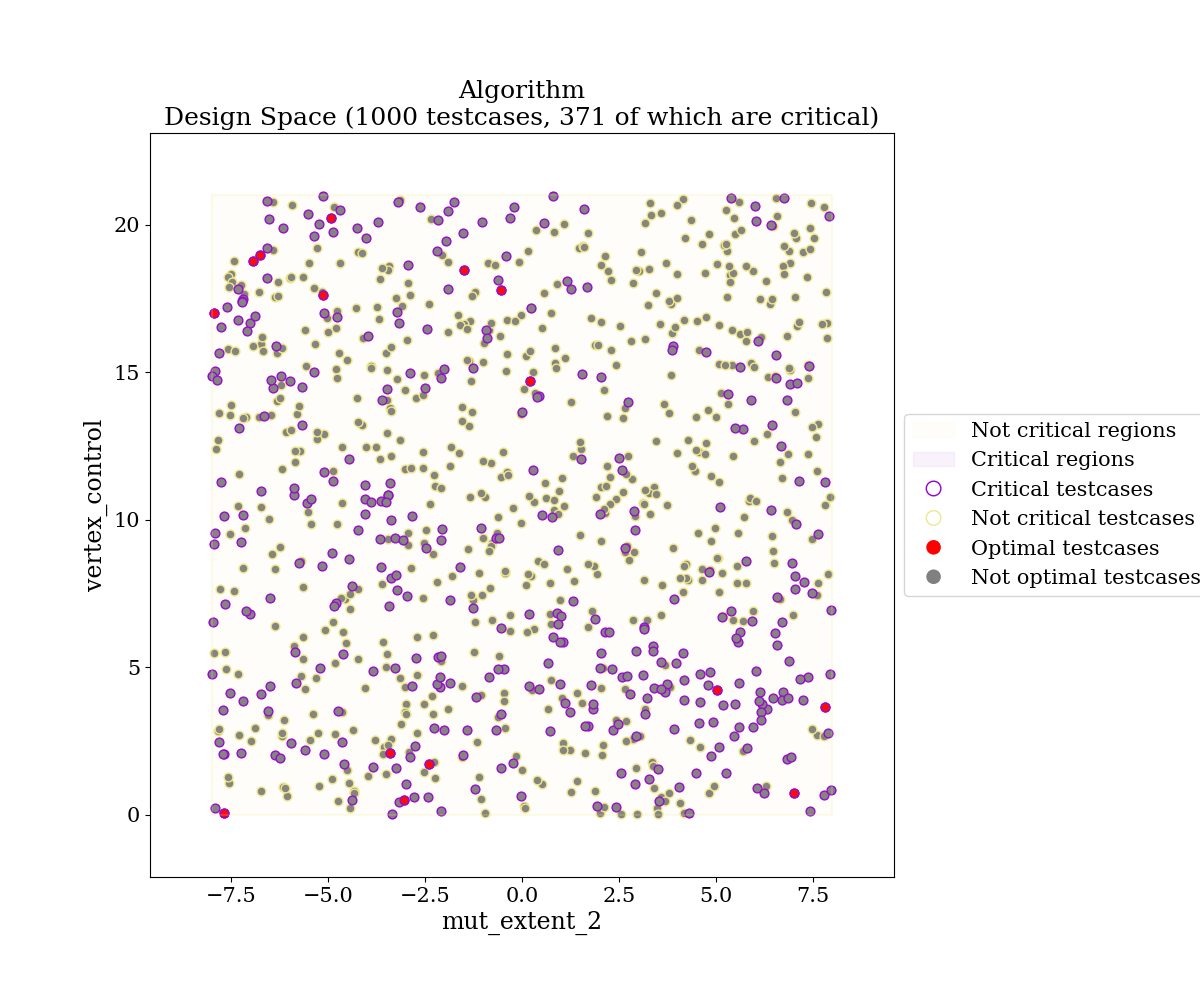 Algorithm
Design Space (1000 testcases, 371 of which are critical)
20
15
10
5
0
vertex_control
−7.5 −5.0 −2.5 0.0 2.5 5.0 7.5
mut_extent_2
Not critical regions
Critical regions
Critical testcases
Not critical testcases
Optimal testcases
Not optimal testcases